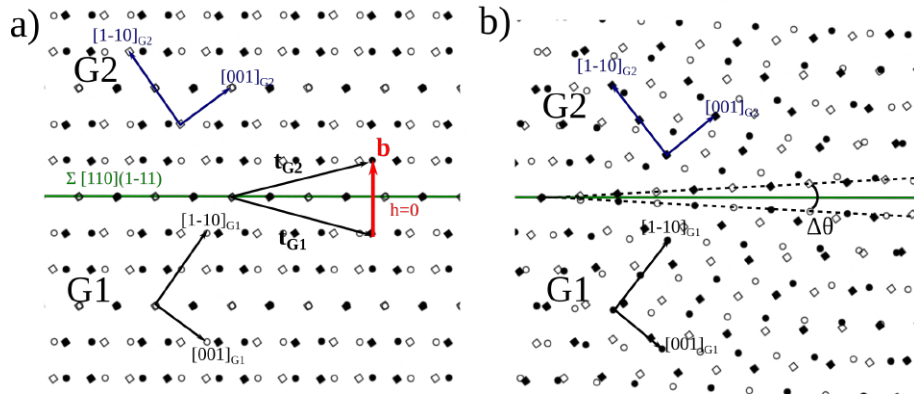 a)
[1-10]G2
G2
[001]G2
b
tG2
Σ [110](1-11)
h=0
[1-10]G1
tG1
G1
[001]G1
b)
[1-10]G2
G2
[001]G2
Δθ
[1-10]G1
G1
[001]G1